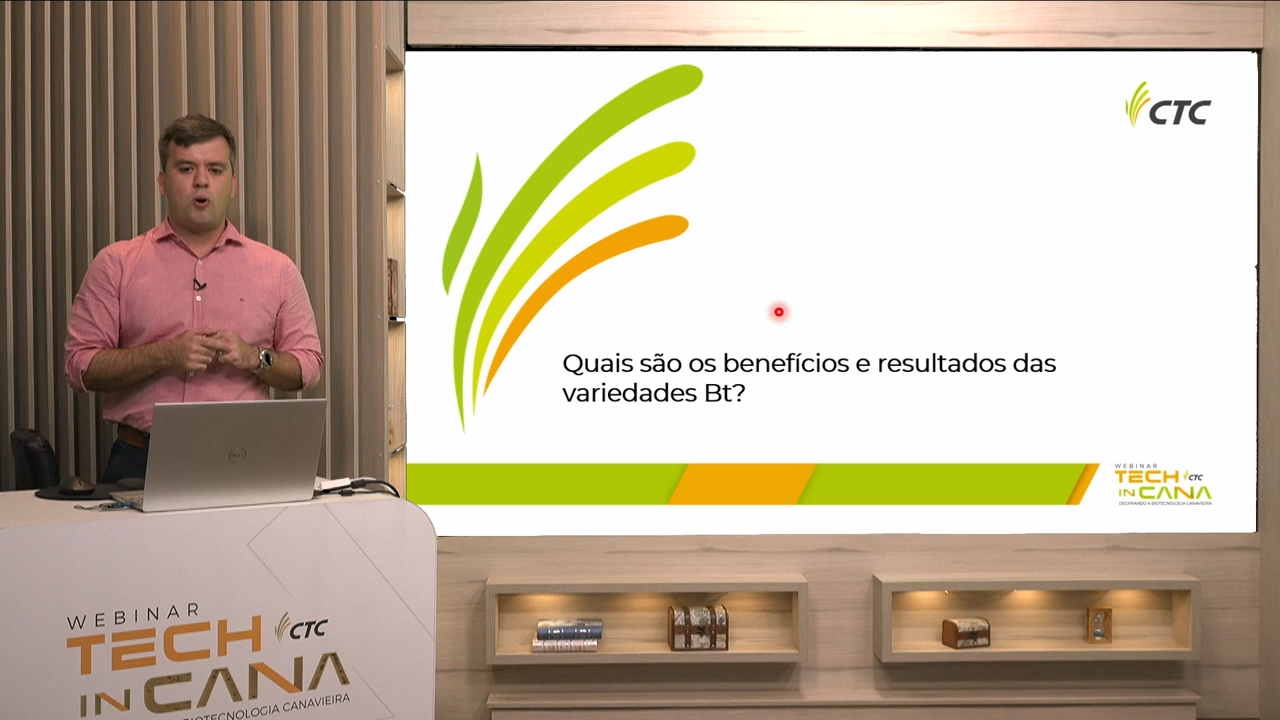 CTC
Quais são os benefícios e resultados das
variedades Bt?
WEBINAR
TECH CTC
IN CANA
DECIFRANDO A BIOTECNOLOGIA CANAVIEIRA
DELL
WEBINAR
TECH CTC
IN CANA
BIOTECNOLOGIA CANAVIEIRA